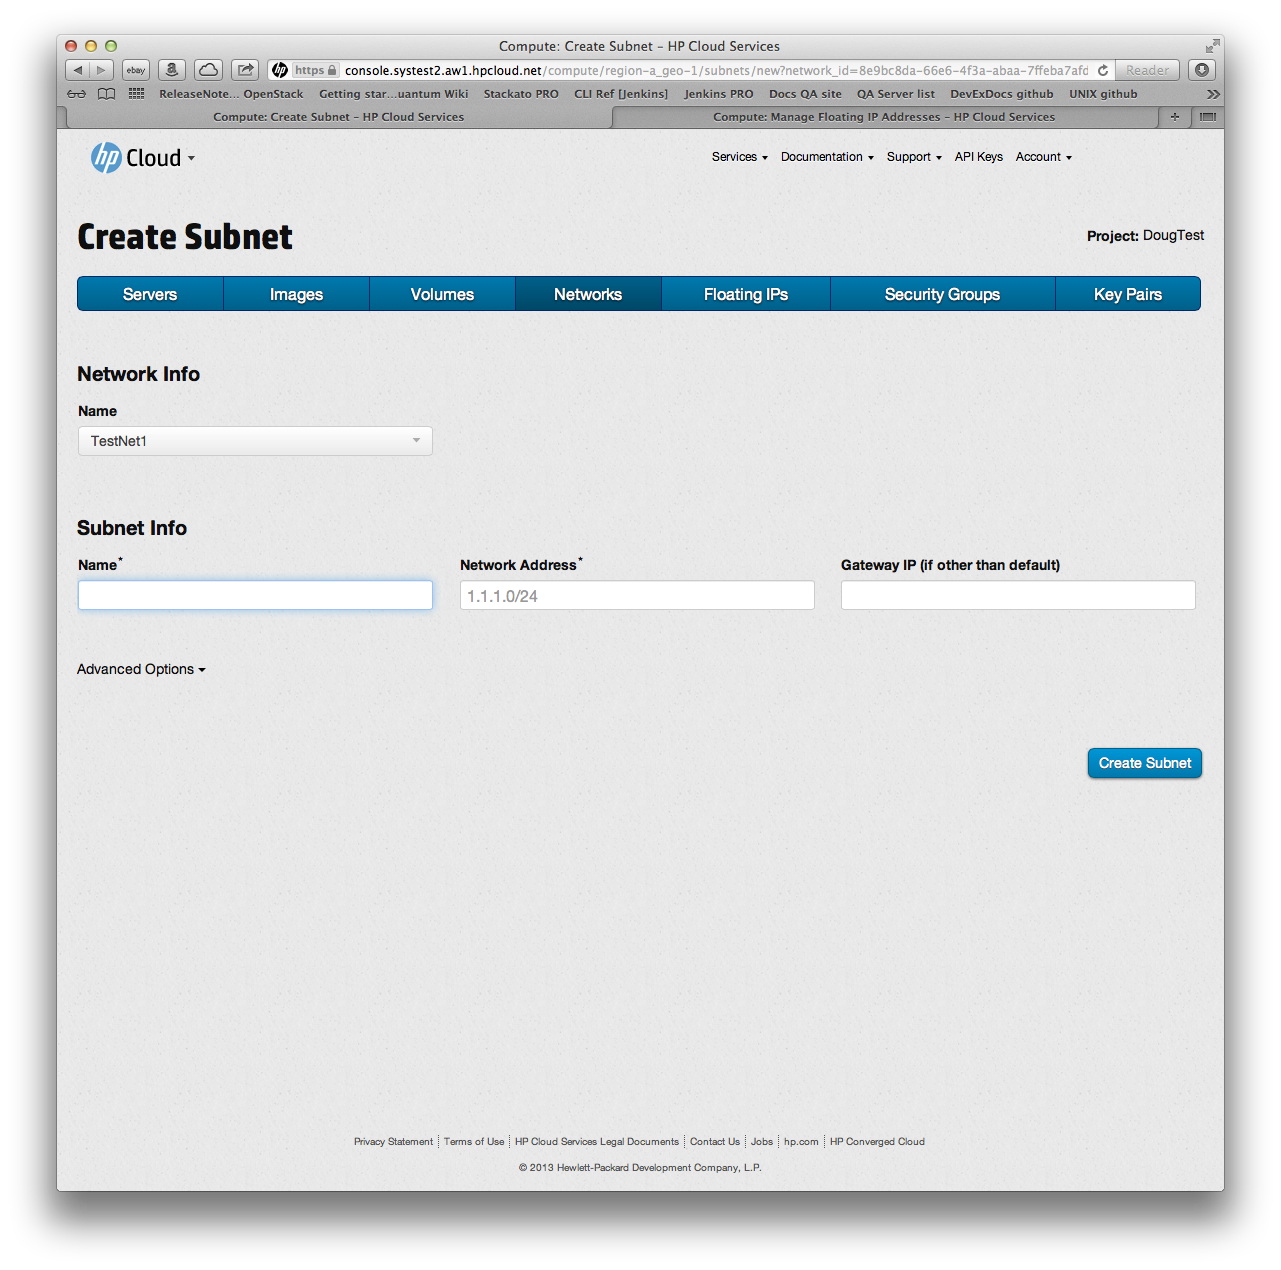 Compute: Create Subnet – HP Cloud Services
ebay a hp https console.systest2.aw1.hpcloud.net/compute/region-a_geo-1/subnets/new?network_id=8e9bc8da-66e6-4f3a-abaa-7ffeba7afd Reader
ReleaseNote... OpenStack Getting star...uantum Wiki Stackato PRO CLI Ref [Jenkins] Jenkins PRO Docs QA site QA Server list DevExDocs github UNIX github
Compute: Create Subnet – HP Cloud Services Compute: Manage Floating IP Addresses – HP Cloud Services
hp Cloud Services Documentation Support API Keys Account
Create Subnet Project: DougTest
Servers Images Volumes Networks Floating IPs Security Groups Key Pairs
Network Info
Name
TestNet1
Subnet Info
Name* Network Address* Gateway IP (if other than default)
1.1.1.0/24
Advanced Options
Create Subnet
Privacy Statement Terms of Use HP Cloud Services Legal Documents Contact Us Jobs hp.com HP Converged Cloud
© 2013 Hewlett-Packard Development Company, L.P.